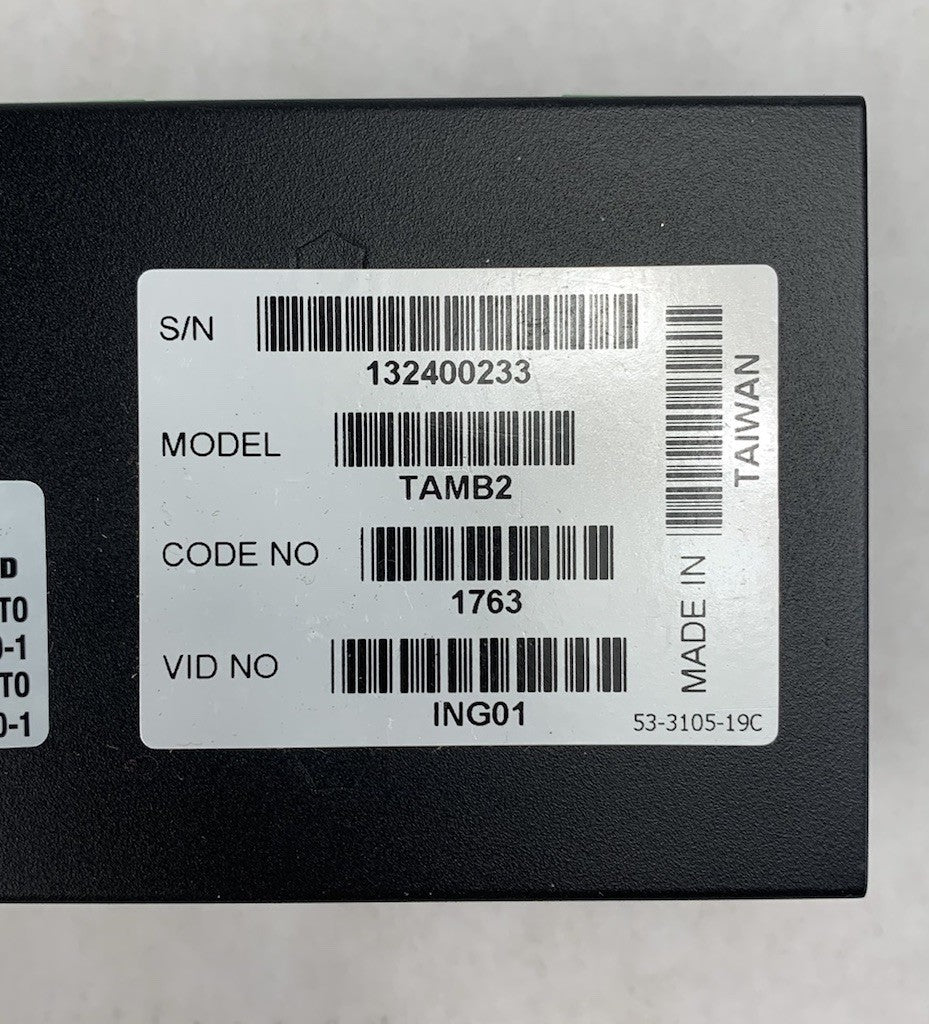 S/N
132400233
MODEL
TAMB2
CODE NO
1763
VID NO
ING01
MADE IN TAIWAN
53-3105-19C
D
TO
-1
TO
0-1